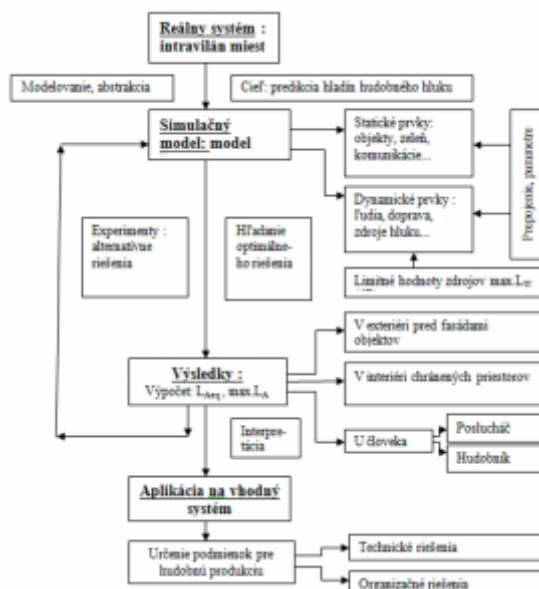 Reálny systém :
intravilán miest
Modelovanie, abstrakcia
Cieľ: predikcia hladín hudobného hluku
Simulačný
model: model
Statické prvky:
objekty, zeleň,
komunikácie...
Prepojenie, parametre
Dynamické prvky :
ľudia, doprava,
zdroje hluku...
Experimenty :
alternatívne
riešenia
Hľadanie
optimálne-
ho riešenia
Limitné hodnoty zdrojov max.LW
V exteriéri pred fasádami
objektov
Výsledky :
Výpočet: LAeq , max.LA
V interiéri chránených priestorov
Interpre-
tácia
U človeka
Poslucháč
Hudobník
Aplikácia na vhodný
systém
Určenie podmienok pre
hudobnú produkciu
Technické riešenia
Organizačné riešenia